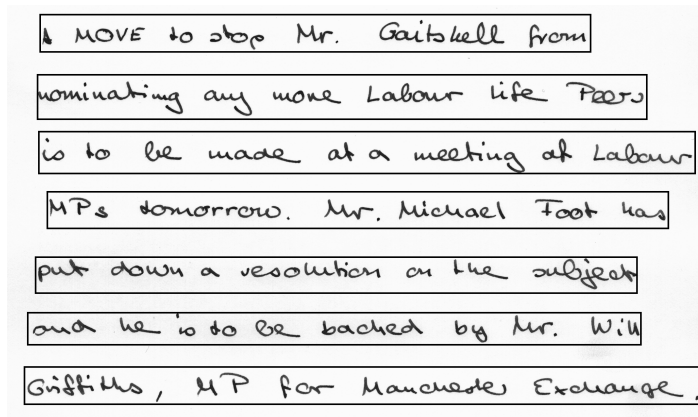 A MOVE to stop Mr. Gaitskell from
nominating any more Labour Life Peers
is to be made at a meeting of Labour
MPs tomorrow. Mr. Michael Foot has
put down a resolution on the subject
and he is to be backed by Mr. Will
Griffiths, MP for Manchester Exchange.